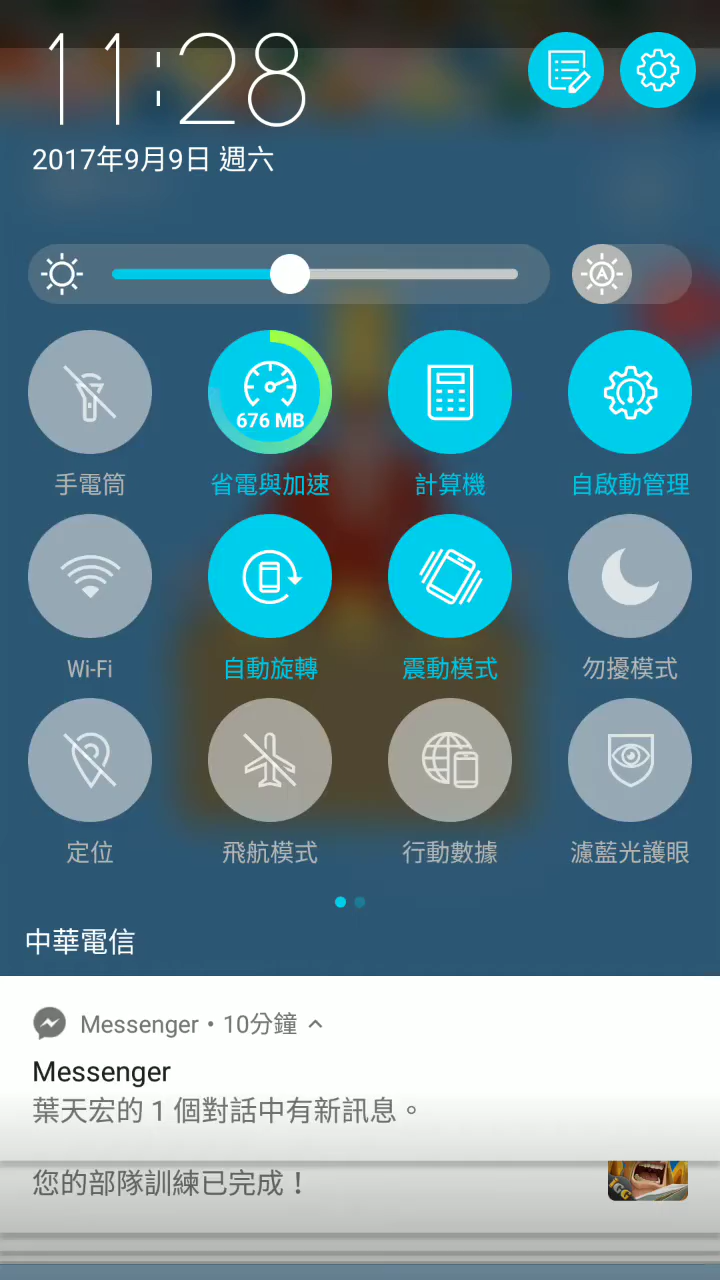 11:28
2017年9月9日 週六
A
676 MB
手電筒
省電與加速
計算機
自啟動管理
Wi-Fi
自動旋轉
震動模式
勿擾模式
定位
飛航模式
行動數據
濾藍光護眼
中華電信
Messenger • 10分鐘
Messenger
葉天宏的 1 個對話中有新訊息。
您的部隊訓練已完成！
IGG